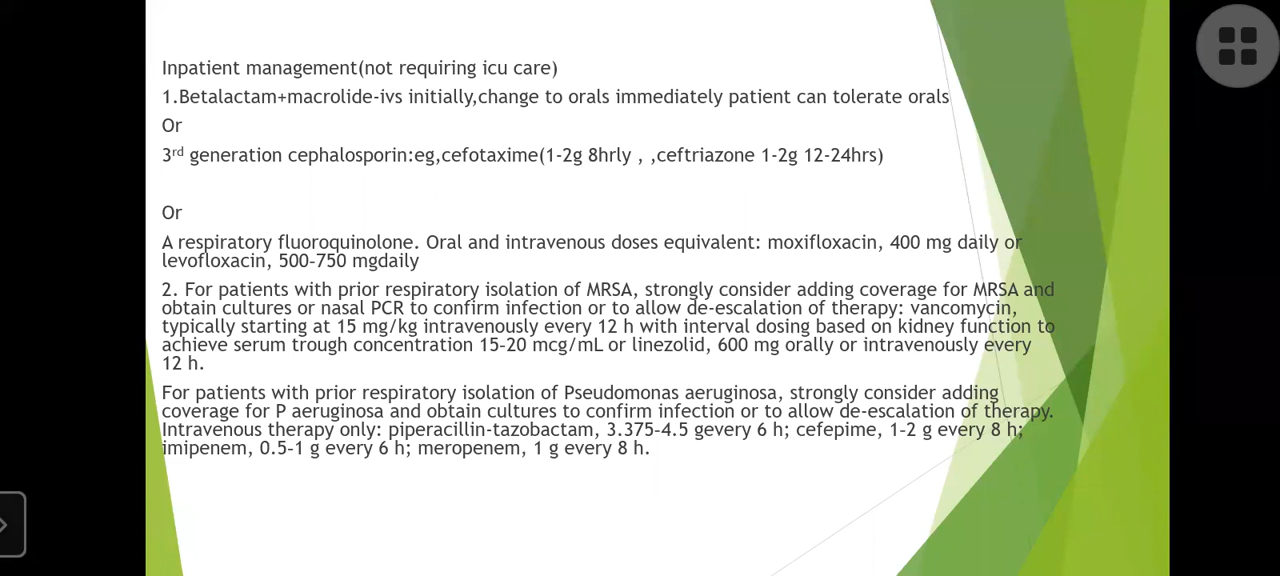 Inpatient management(not requiring icu care)
1.Betalactam+macrolide-ivs initially,change to orals immediately patient can tolerate orals
Or
3rd generation cephalosporin:eg,cefotaxime(1-2g 8hrly , ,ceftriazone 1-2g 12-24hrs)
Or
A respiratory fluoroquinolone. Oral and intravenous doses equivalent: moxifloxacin, 400 mg daily or
levofloxacin, 500–750 mgdaily
2. For patients with prior respiratory isolation of MRSA, strongly consider adding coverage for MRSA and
obtain cultures or nasal PCR to confirm infection or to allow de-escalation of therapy: vancomycin,
typically starting at 15 mg/kg intravenously every 12 h with interval dosing based on kidney function to
achieve serum trough concentration 15–20 mcg/mL or linezolid, 600 mg orally or intravenously every
12 h.
For patients with prior respiratory isolation of Pseudomonas aeruginosa, strongly consider adding
coverage for P aeruginosa and obtain cultures to confirm infection or to allow de-escalation of therapy.
Intravenous therapy only: piperacillin-tazobactam, 3.375–4.5 gevery 6 h; cefepime, 1–2 g every 8 h;
imipenem, 0.5–1 g every 6 h; meropenem, 1 g every 8 h.